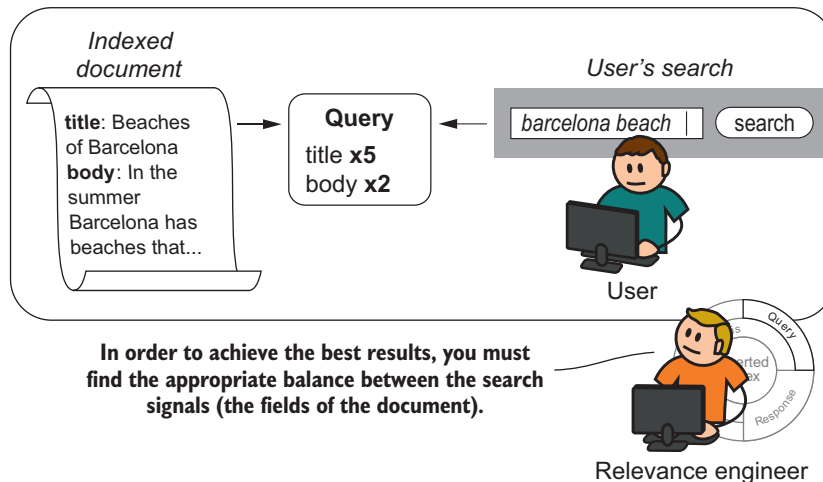 Indexed
document
User's search
title: Beaches
of Barcelona
body: In the
summer
Barcelona has
beaches that...
Query
title x5
body x2
barcelona beach
search
User
In order to achieve the best results, you must
find the appropriate balance between the search
signals (the fields of the document).
Query
Response
Relevance engineer